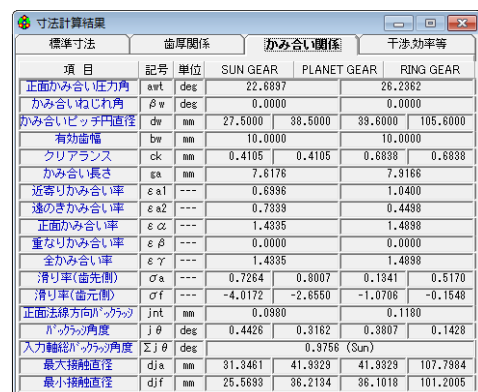 寸法計算結果
標準寸法 歯厚関係 かみ合い関係 干渉,効率等
項 目 記号 単位 SUN GEAR PLANET GEAR RING GEAR
正面かみ合い圧力角 αwt deg 22.6897 26.2362
かみ合いねじれ角 βw deg 0.0000 0.0000
かみ合いピッチ円直径 dw mm 27.5000 38.5000 39.6000 105.6000
有効歯幅 bw mm 10.0000 10.0000
クリアランス ck mm 0.4105 0.4105 0.6838 0.6838
かみ合い長さ ga mm 7.6176 7.9166
近寄りかみ合い率 εa1 --- 0.6996 1.0400
遠のきかみ合い率 εa2 --- 0.7339 0.4498
正面かみ合い率 εα --- 1.4335 1.4898
重なりかみ合い率 εβ --- 0.0000 0.0000
全かみ合い率 εγ --- 1.4335 1.4898
滑り率(歯先側) σa --- 0.7264 0.8007 0.1341 0.5170
滑り率(歯元側) σf --- -4.0172 -2.6550 -1.0706 -0.1548
正面法線方向バックラッジ jnt mm 0.0980 0.1180
バックラッジ角度 jθ deg 0.4426 0.3162 0.3807 0.1428
入力軸総バックラッジ角度 Σjθ deg 0.9756 (Sun)
最大接触直径 dja mm 31.3461 41.9329 41.9329 107.7984
最小接触直径 djf mm 25.5693 36.2134 36.1018 101.2005